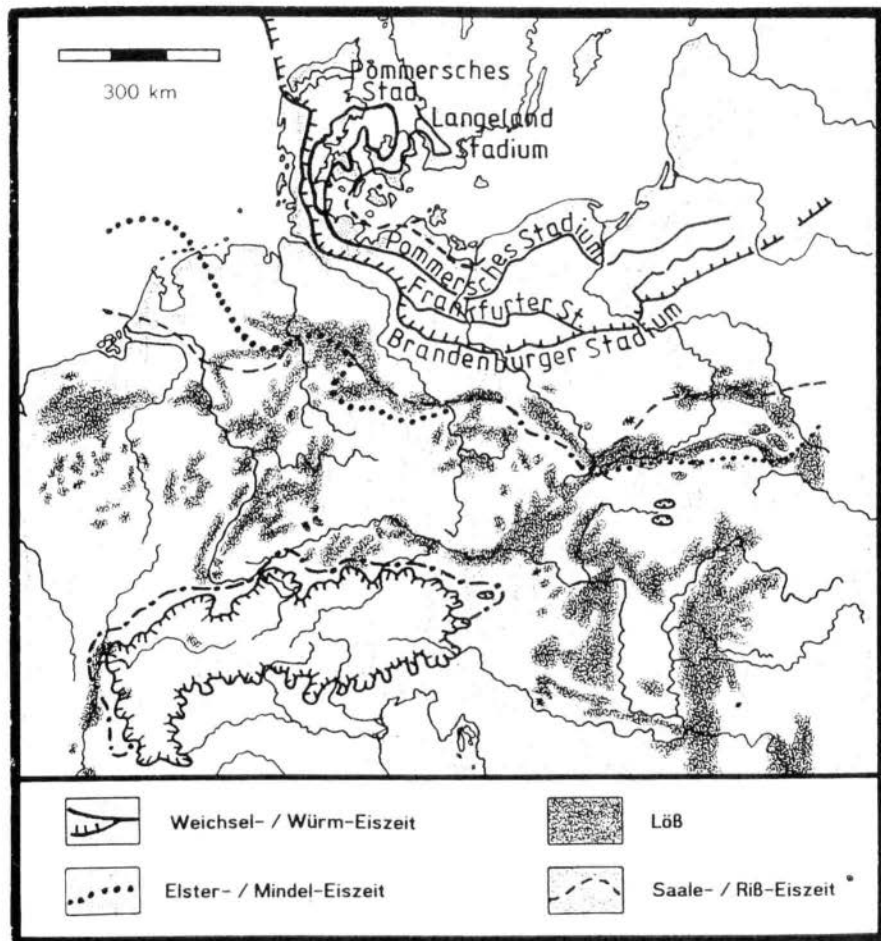 Pommersches
Stad.
Langeland
Stadium
300 km
Pommersches Stadium
Frankfurter St.
Brandenburger Stadium
Weichsel- / Würm-Eiszeit
Löß
Elster- / Mindel-Eiszeit
Saale- / Riß-Eiszeit